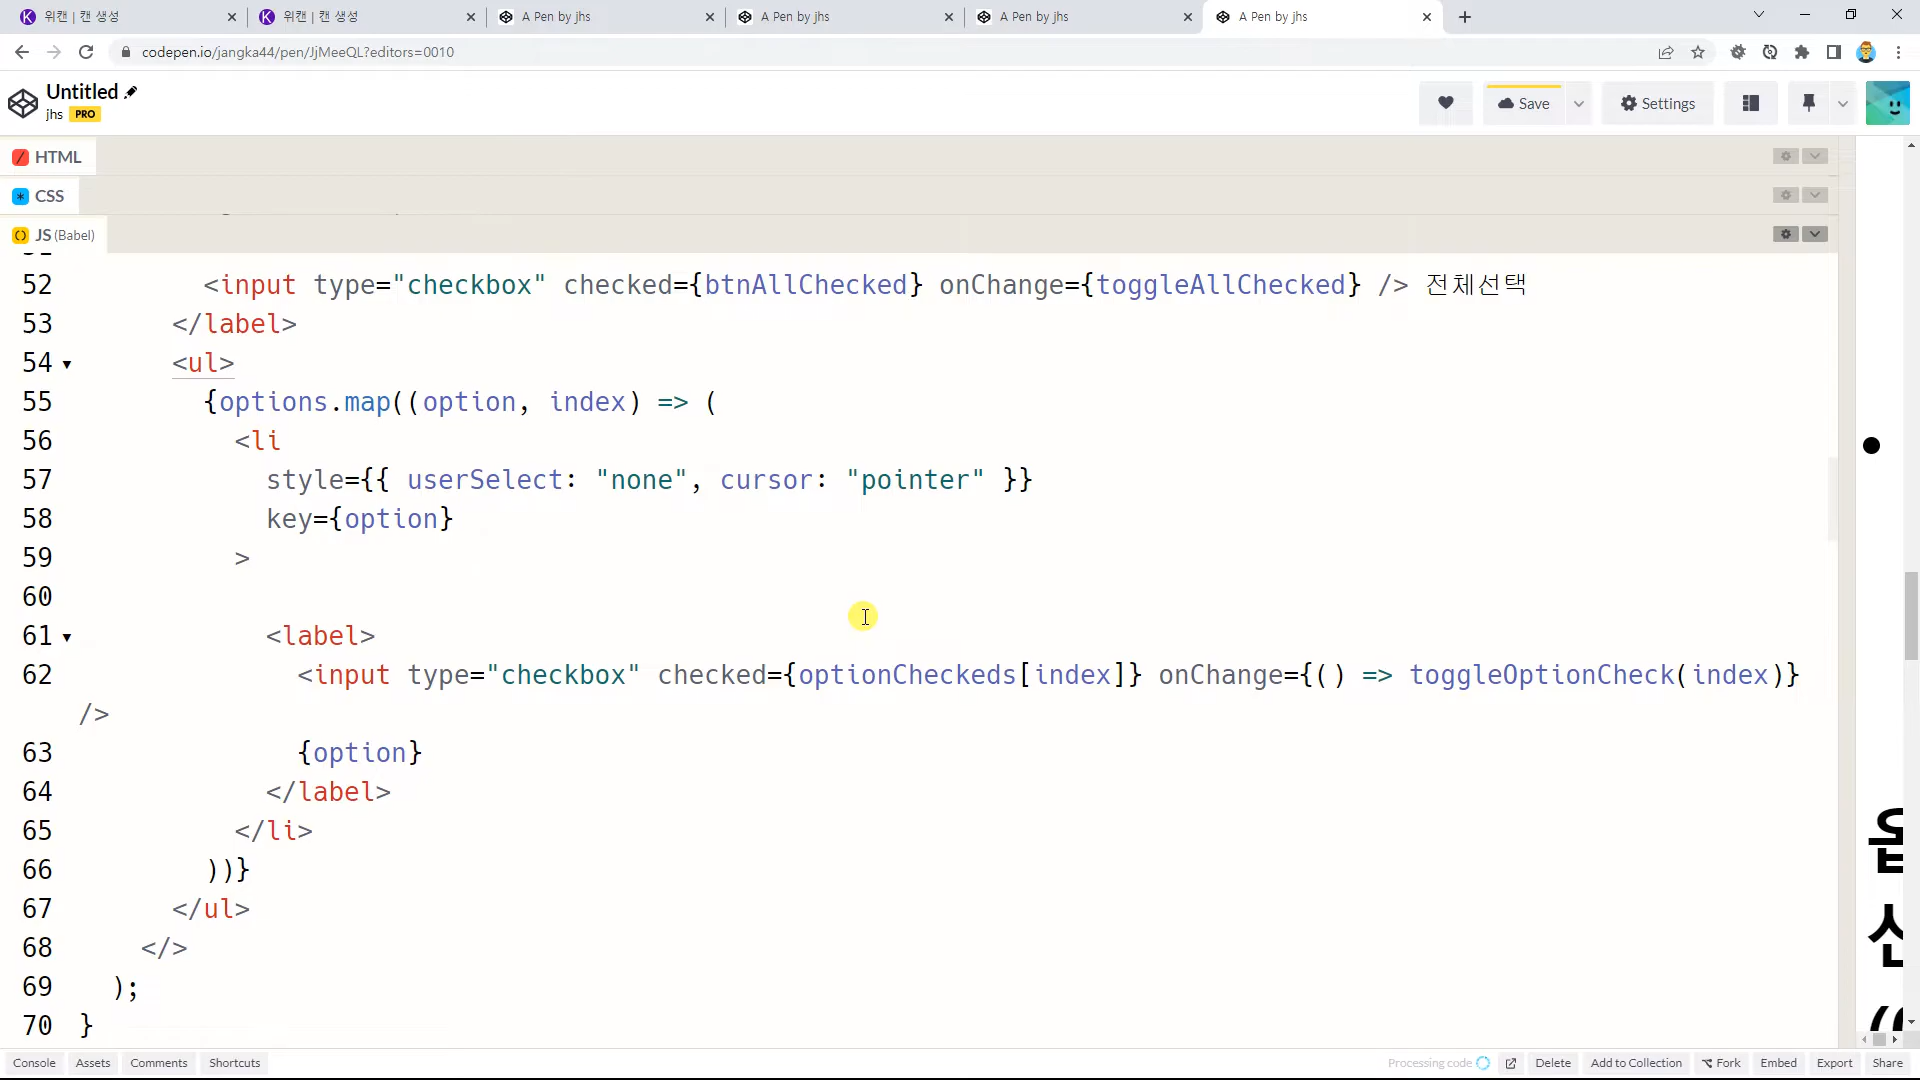 위캔 | 캔 생성
위캔 | 캔 생성
A Pen by jhs
A Pen by jhs
A Pen by jhs
A Pen by jhs
codepen.io/jangka44/pen/JjMeeQL?editors=0010
Untitled
jhs PRO
Save
Settings
HTML
CSS
JS (Babel)
52 <input type="checkbox" checked={btnAllChecked} onChange={toggleAllChecked} /> 전체선택
53 </label>
54 <ul>
55 {options.map((option, index) => (
56 <li
57 style={{ userSelect: "none", cursor: "pointer" }}
58 key={option}
59 >
60
61 <label>
62 <input type="checkbox" checked={optionCheckeds[index]} onChange={() => toggleOptionCheck(index)}
/>
63 {option}
64 </label>
65 </li>
66 ))}
67 </ul>
68 </>
69 );
70 }
Console Assets Comments Shortcuts Processing code Delete Add to Collection Fork Embed Export Share